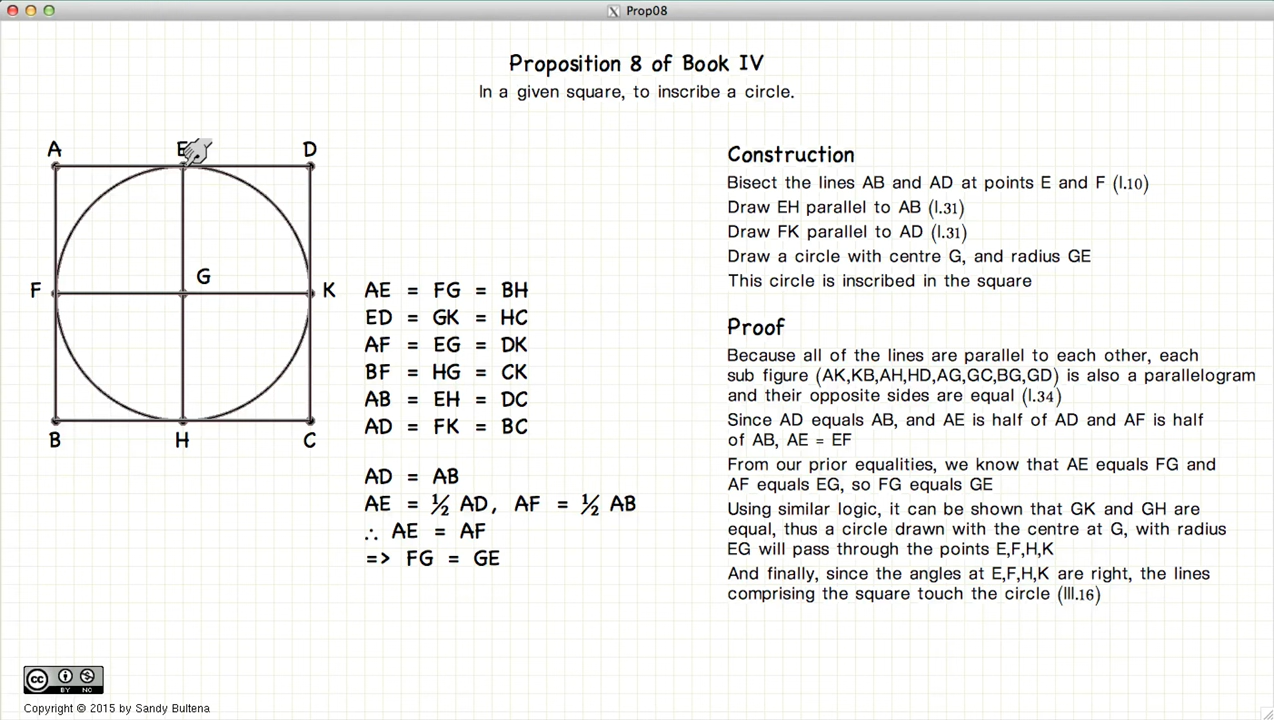 Prop08
Proposition 8 of Book IV
In a given square, to inscribe a circle.
A
E
D
F
G
K
B
H
C
AE = FG = BH
ED = GK = HC
AF = EG = DK
BF = HG = CK
AB = EH = DC
AD = FK = BC
AD = AB
AE = ½ AD, AF = ½ AB
∴ AE = AF
=> FG = GE
Construction
Bisect the lines AB and AD at points E and F (I.10)
Draw EH parallel to AB (I.31)
Draw FK parallel to AD (I.31)
Draw a circle with centre G, and radius GE
This circle is inscribed in the square
Proof
Because all of the lines are parallel to each other, each
sub figure (AK,KB,AH,HD,AG,GC,BG,GD) is also a parallelogram
and their opposite sides are equal (I.34)
Since AD equals AB, and AE is half of AD and AF is half
of AB, AE = EF
From our prior equalities, we know that AE equals FG and
AF equals EG, so FG equals GE
Using similar logic, it can be shown that GK and GH are
equal, thus a circle drawn with the centre at G, with radius
EG will pass through the points E,F,H,K
And finally, since the angles at E,F,H,K are right, the lines
comprising the square touch the circle (III.16)
cc
BY NC
Copyright © 2015 by Sandy Bultena